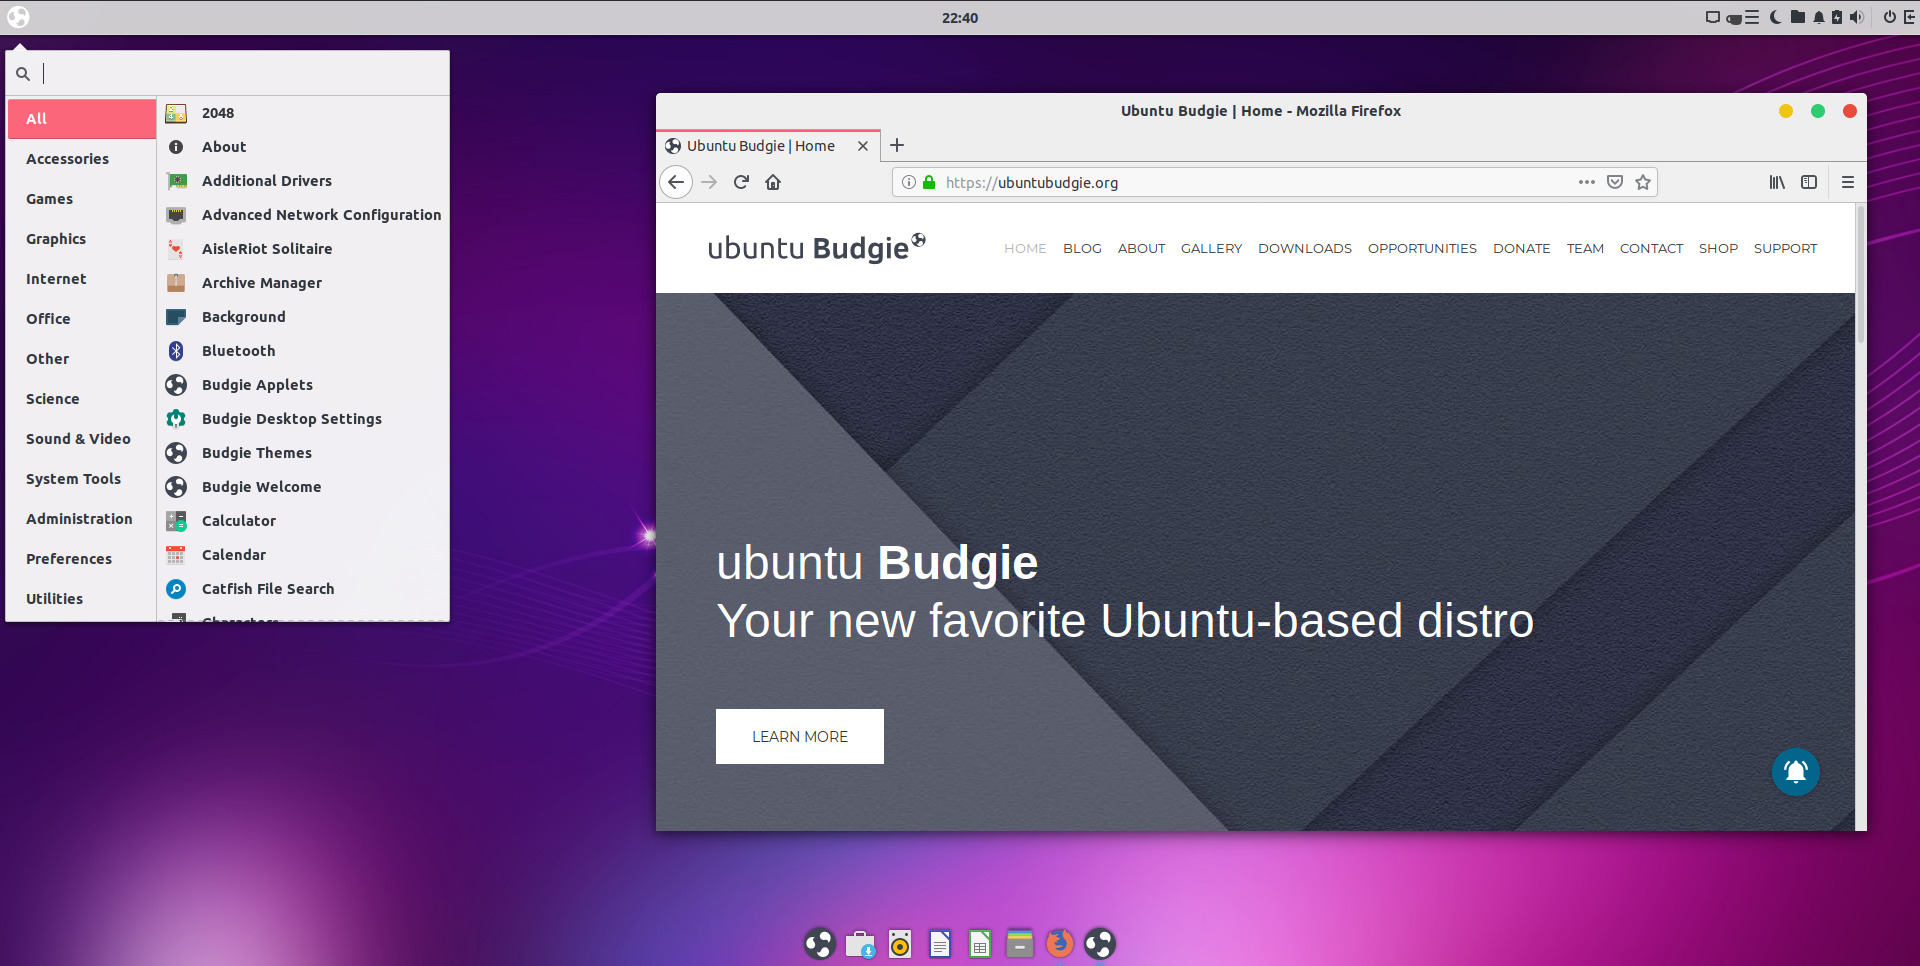 22:40
All
Accessories
Games
Graphics
Internet
Office
Other
Science
Sound & Video
System Tools
Administration
Preferences
Utilities
2048
About
Additional Drivers
Advanced Network Configuration
AisleRiot Solitaire
Archive Manager
Background
Bluetooth
Budgie Applets
Budgie Desktop Settings
Budgie Themes
Budgie Welcome
Calculator
Calendar
Catfish File Search
Characters
Ubuntu Budgie | Home - Mozilla Firefox
Ubuntu Budgie | Home
https://ubuntubudgie.org
ubuntu Budgie
HOME BLOG ABOUT GALLERY DOWNLOADS OPPORTUNITIES DONATE TEAM CONTACT SHOP SUPPORT
ubuntu Budgie
Your new favorite Ubuntu-based distro
LEARN MORE